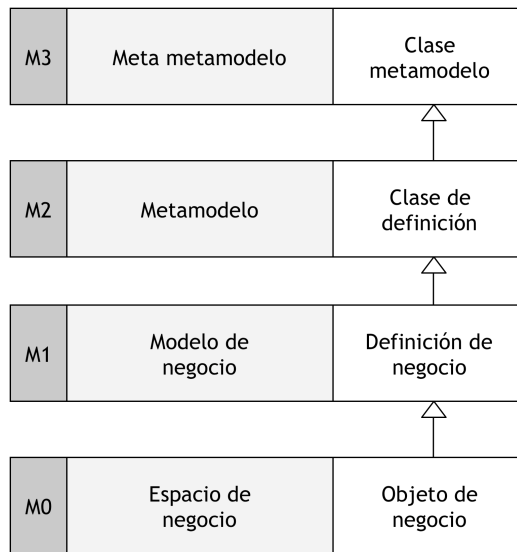 M3
Meta metamodelo
Clase
metamodelo
M2
Metamodelo
Clase de
definición
M1
Modelo de
negocio
Definición de
negocio
M0
Espacio de
negocio
Objeto de
negocio